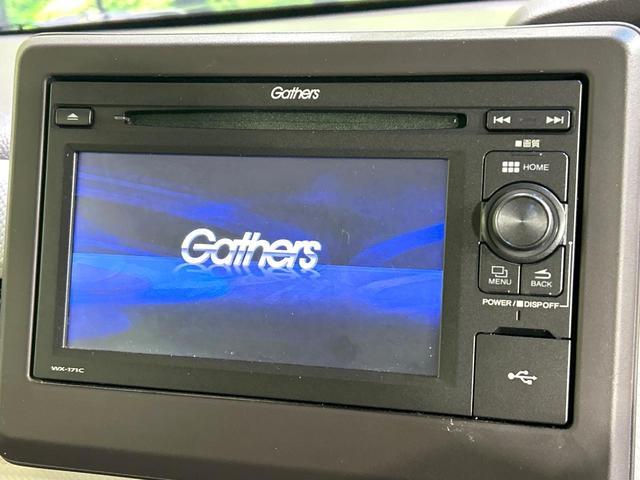 Gathers
■画質
HOME
Gathers
MENU
BACK
POWER/■DISP OFF
WX-171C